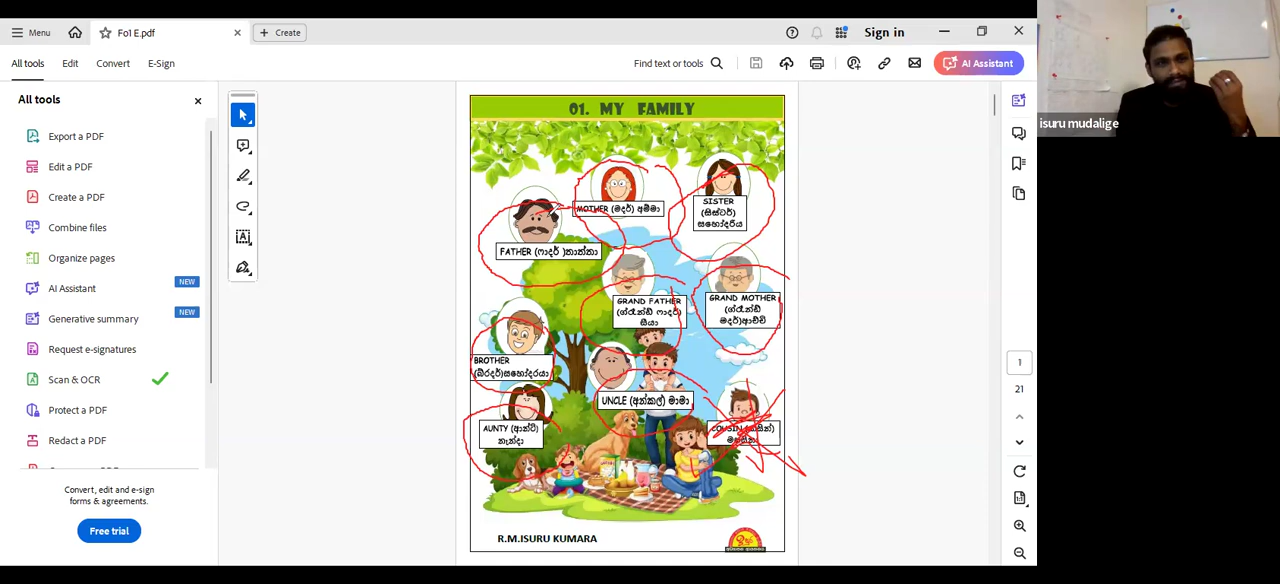 Menu
Fo1 E.pdf
Create
Sign in
All tools
Edit
Convert
E-Sign
Find text or tools
AI Assistant
isuru mudalige
All tools
Export a PDF
Edit a PDF
Create a PDF
Combine files
Organize pages
AI Assistant NEW
Generative summary NEW
Request e-signatures
Scan & OCR
Protect a PDF
Redact a PDF
Convert, edit and e-sign
forms & agreements.
Free trial
01. MY FAMILY
MOTHER (මදර්) අම්මා
SISTER
(සිස්ටර්)
සහෝදරිය
FATHER (ෆාදර් )තාත්තා
GRAND FATHER
(ග්රෑන්ඩ් ෆාදර්)
සීයා
GRAND MOTHER
(ග්රෑන්ඩ්
මදර්)ආච්චි
BROTHER
(බ්රදර්)සහෝදරයා
UNCLE (අන්කල්) මාමා
AUNTY (ආන්ටි)
නැන්දා
COUSIN
R.M.ISURU KUMARA
1
21